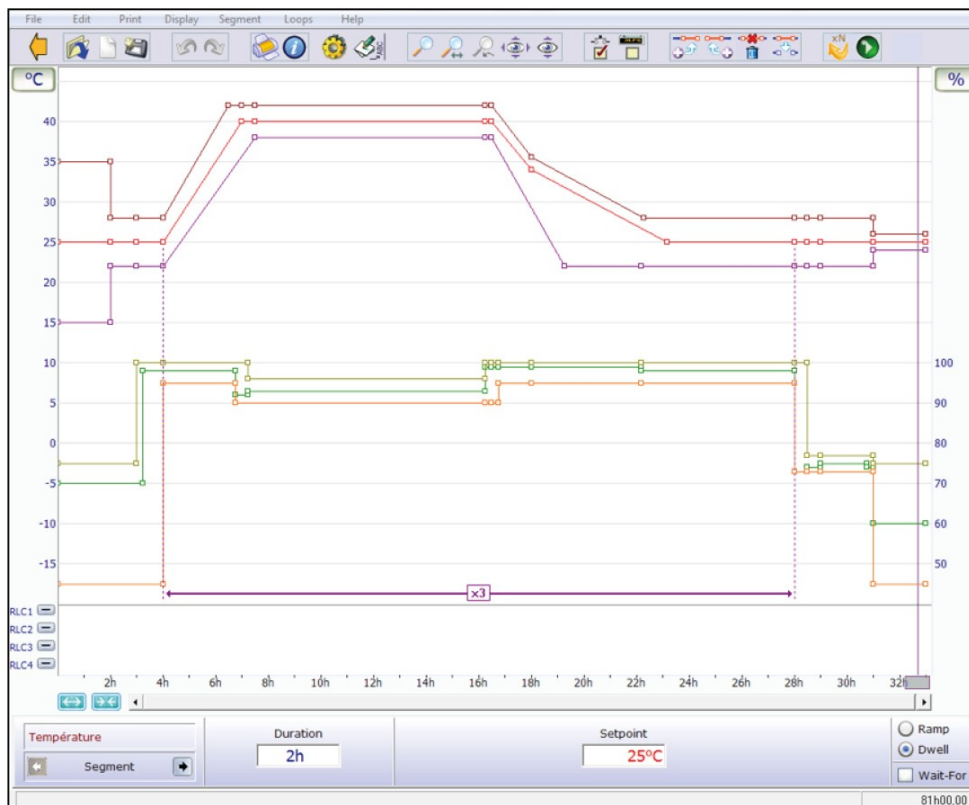 File Edit Print Display Segment Loops Help
°C %
40
35
30
25
20
15
10 100
5 90
0 80
-5 70
-10 60
-15 50
x3
RLC1
RLC2
RLC3
RLC4
2h 4h 6h 8h 10h 12h 14h 16h 18h 20h 22h 24h 26h 28h 30h 32h
Température Duration Setpoint Ramp
Segment 2h 25°C Dwell
Wait-For
81h00.00